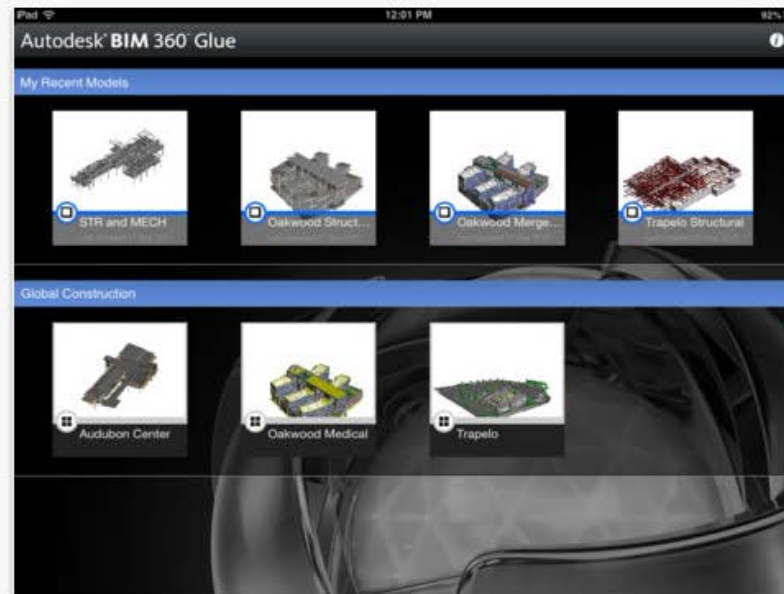 iPad 12:01 PM 92%
Autodesk® BIM 360® Glue
My Recent Models
STR and MECH Oakwood Struct... Oakwood Merge... Trapelo Structural
Global Construction
Audubon Center Oakwood Medical Trapelo